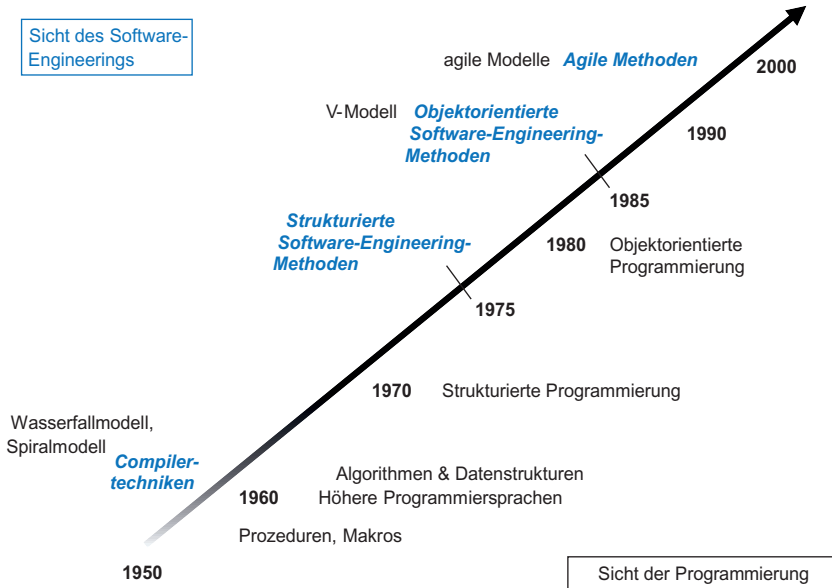 Sicht des Software-
Engineerings
agile Modelle Agile Methoden
2000
V-Modell Objektorientierte
Software-Engineering-
Methoden
1990
1985
Strukturierte
Software-Engineering-
Methoden
1980 Objektorientierte
Programmierung
1975
1970 Strukturierte Programmierung
Wasserfallmodell,
Spiralmodell
Compiler-
techniken
Algorithmen & Datenstrukturen
1960 Höhere Programmiersprachen
Prozeduren, Makros
1950
Sicht der Programmierung